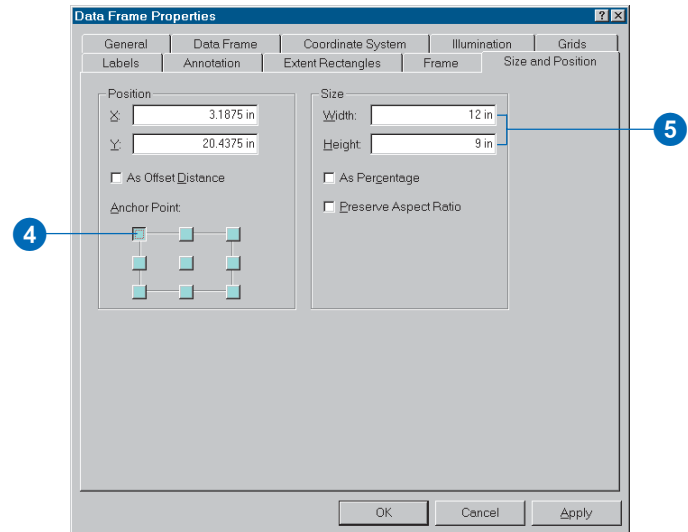 Data Frame Properties
General Data Frame Coordinate System Illumination Grids
Labels Annotation Extent Rectangles Frame Size and Position
Position
X: 3.1875 in
Y: 20.4375 in
As Offset Distance
Anchor Point:
4
Size
Width: 12 in
Height: 9 in
5
As Percentage
Preserve Aspect Ratio
OK Cancel Apply